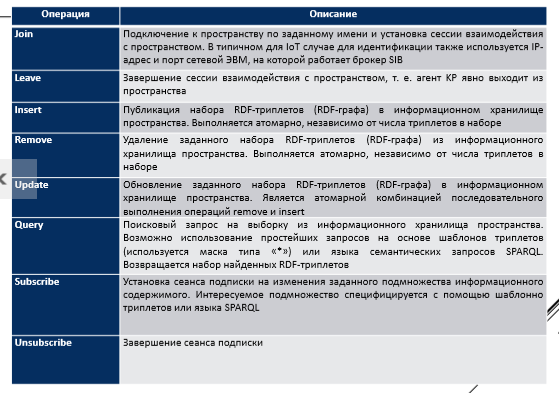 Операция Описание
Join Подключение к пространству по заданному имени и установка сессии взаимодействия
с пространством. В типичном для IoT случае для идентификации также используется IP-
адрес и порт сетевой ЭВМ, на которой работает брокер SIB
Leave Завершение сессии взаимодействия с пространством, т. е. агент KP явно выходит из
пространства
Insert Публикация набора RDF-триплетов (RDF-графа) в информационном хранилище
пространства. Выполняется атомарно, независимо от числа триплетов в наборе
Remove Удаление заданного набора RDF-триплетов (RDF-графа) из информационного
хранилища пространства. Выполняется атомарно, независимо от числа триплетов в
наборе
Update Обновление заданного набора RDF-триплетов (RDF-графа) в информационном
хранилище пространства. Является атомарной комбинацией последовательного
выполнения операций remove и insert
Query Поисковый запрос на выборку из информационного хранилища пространства.
Возможно использование простейших запросов на основе шаблонов триплетов
(используется маска типа «*») или языка семантических запросов SPARQL.
Возвращается набор найденных RDF-триплетов
Subscribe Установка сеанса подписки на изменения заданного подмножества информационного
содержимого. Интересуемое подмножество специфицируется с помощью шаблонно
триплетов или языка SPARQL
Unsubscribe Завершение сеанса подписки